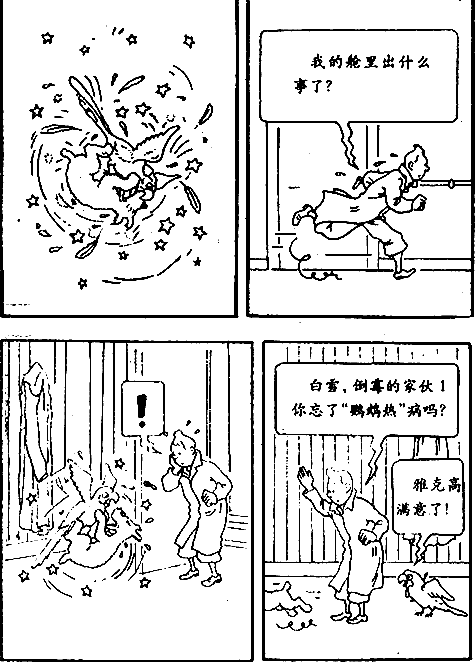 我的舱里出什么
事了？
！
白雪，倒霉的家伙！
你忘了“鹦鹉热”病吗？
雅克高
满意了！